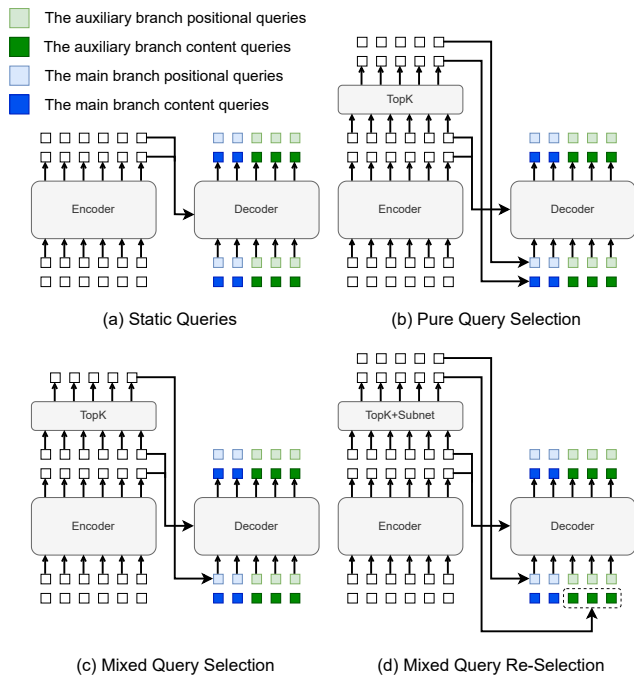 The auxiliary branch positional queries
The auxiliary branch content queries
The main branch positional queries
The main branch content queries
Encoder
Decoder
(a) Static Queries
TopK
Encoder
Decoder
(b) Pure Query Selection
TopK
Encoder
Decoder
(c) Mixed Query Selection
TopK+Subnet
Encoder
Decoder
(d) Mixed Query Re-Selection